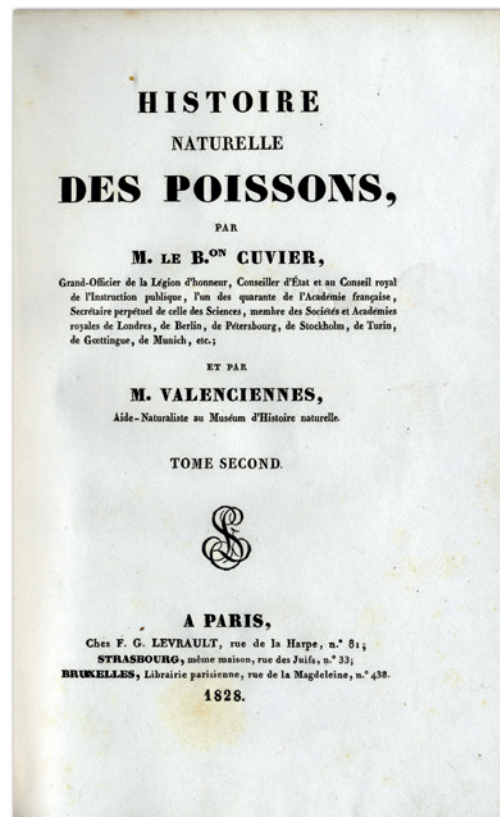 HISTOIRE
NATURELLE
DES POISSONS,
PAR
M. LE B.ON CUVIER,
Grand-Officier de la Légion d'honneur, Conseiller d'État et au Conseil royal
de l'Instruction publique, l'un des quarante de l'Académie française,
Secrétaire perpétuel de celle des Sciences, membre des Sociétés et Académies
royales de Londres, de Berlin, de Pétersbourg, de Stockholm, de Turin,
de Gœttingue, de Munich, etc.;
ET PAR
M. VALENCIENNES,
Aide-Naturaliste au Muséum d'Histoire naturelle.
TOME SECOND.
A PARIS,
Chez F. G. LEVRAULT, rue de la Harpe, n.° 81;
STRASBOURG, même maison, rue des Juifs, n.° 33;
BRUXELLES, Librairie parisienne, rue de la Magdeleine, n.° 438.
1828.